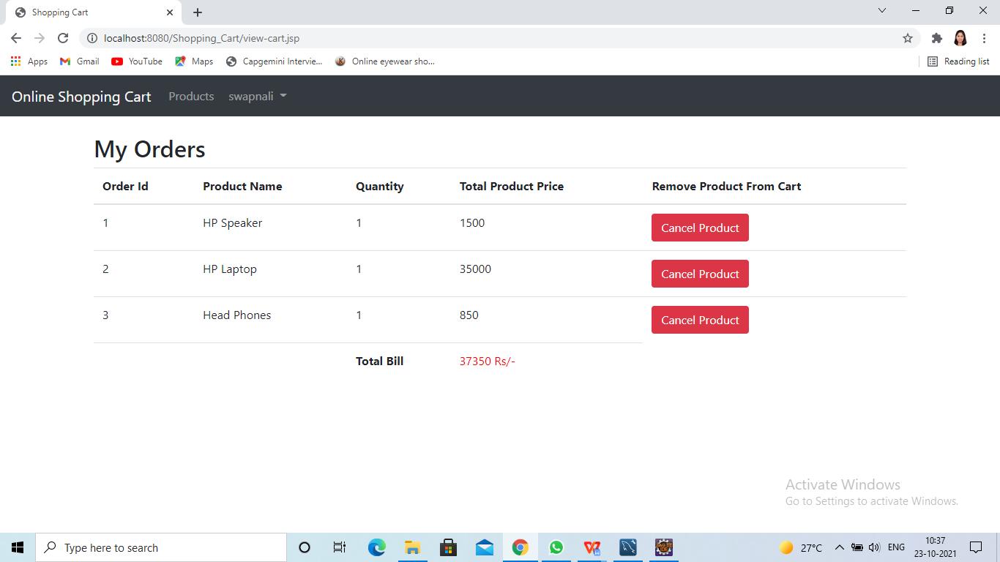 Shopping Cart
localhost:8080/Shopping_Cart/view-cart.jsp
Apps Gmail YouTube Maps Capgemini Intervie... Online eyewear sho... Reading list
Online Shopping Cart Products swapnali
My Orders
Order Id Product Name Quantity Total Product Price Remove Product From Cart
1 HP Speaker 1 1500 Cancel Product
2 HP Laptop 1 35000 Cancel Product
3 Head Phones 1 850 Cancel Product
Total Bill 37350 Rs/-
Activate Windows
Go to Settings to activate Windows.
Type here to search
27°C ENG
10:37
23-10-2021